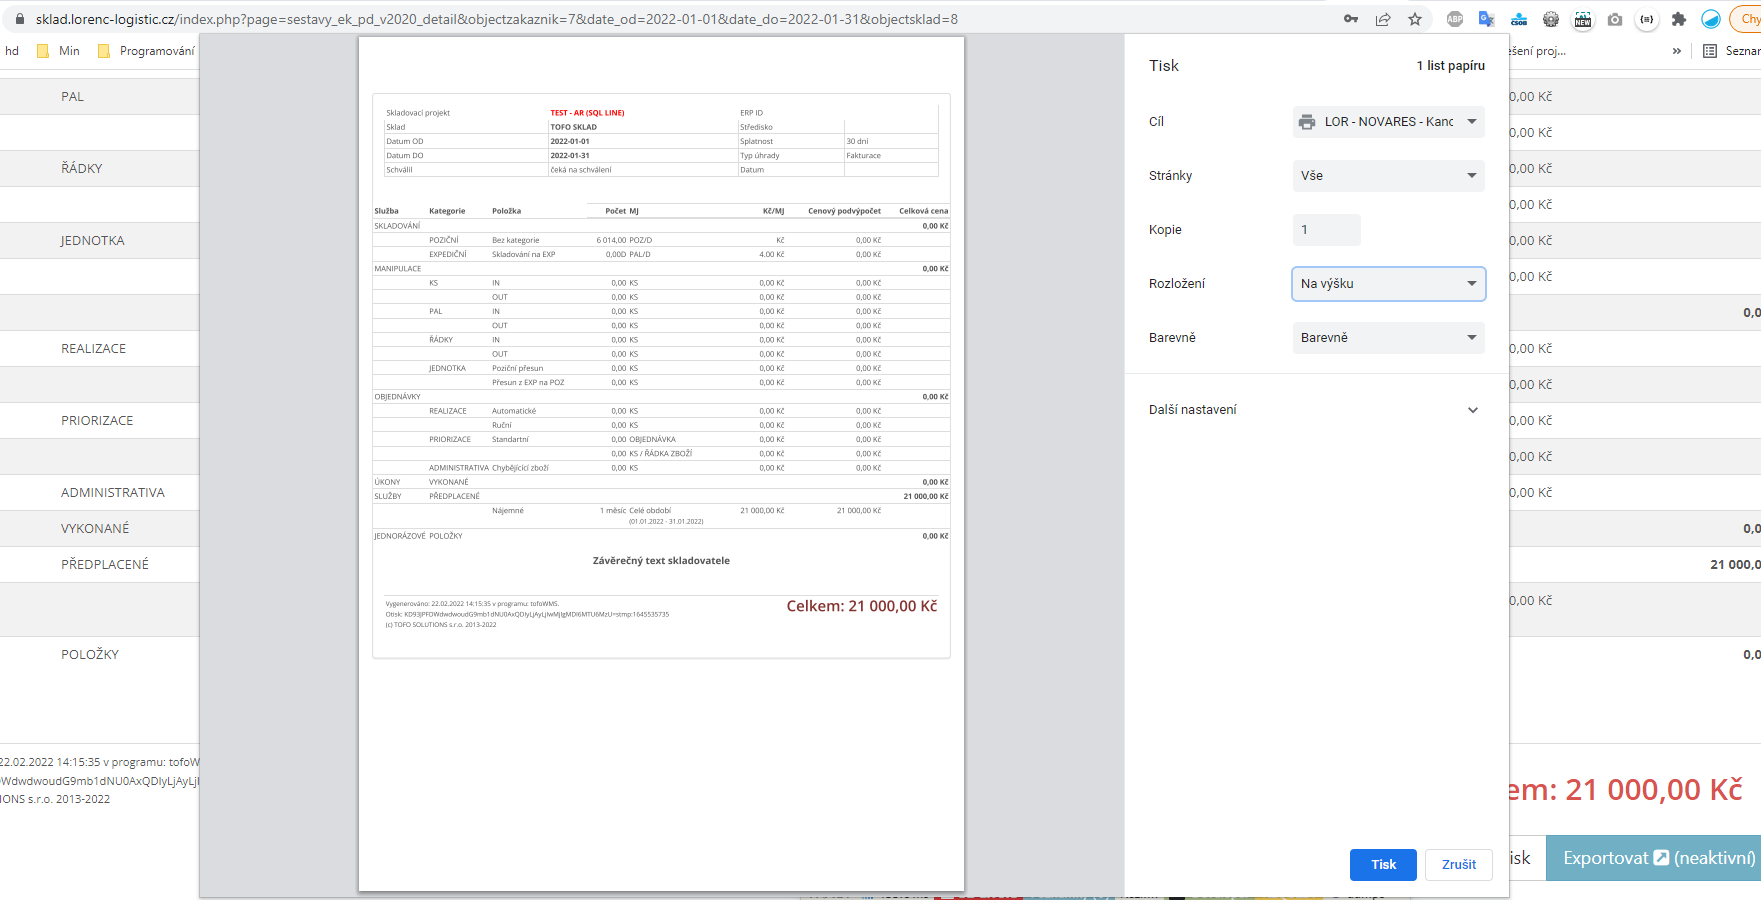 sklad.lorenc-logistic.cz/index.php?page=sestavy_ek_pd_v2020_detail&objectzakaznik=7&date_od=2022-01-01&date_do=2022-01-31&objectsklad=8
ABP
ČSOB
NEW
hd Min Programování
ešení proj... » Seznam
PAL
ŘÁDKY
JEDNOTKA
REALIZACE
PRIORIZACE
ADMINISTRATIVA
VYKONANÉ
PŘEDPLACENÉ
POLOŽKY
22.02.2022 14:15:35 v programu: tofoW
WdwdwoudG9mb1dNU0AxQDIyLjAyLj
IONS s.r.o. 2013-2022
Skladovací projekt TEST - AR (SQL LINE) ERP ID
Sklad TOFO SKLAD Středisko
Datum OD 2022-01-01 Splatnost 30 dní
Datum DO 2022-01-31 Typ úhrady Fakturace
Schválil čeká na schválení Datum
Služba Kategorie Položka Počet MJ Kč/MJ Cenový podvýpočet Celková cena
SKLADOVÁNÍ 0,00 Kč
POZIČNÍ Bez kategorie 6 014,00 POZ/D Kč 0,00 Kč
EXPEDIČNÍ Skladování na EXP 0,00D PAL/D 4.00 Kč 0,00 Kč
MANIPULACE 0,00 Kč
KS IN 0,00 KS 0,00 Kč 0,00 Kč
OUT 0,00 KS 0,00 Kč 0,00 Kč
PAL IN 0,00 KS 0,00 Kč 0,00 Kč
OUT 0,00 KS 0,00 Kč 0,00 Kč
ŘÁDKY IN 0,00 KS 0,00 Kč 0,00 Kč
OUT 0,00 KS 0,00 Kč 0,00 Kč
JEDNOTKA Poziční přesun 0,00 KS 0,00 Kč 0,00 Kč
Přesun z EXP na POZ 0,00 KS 0,00 Kč 0,00 Kč
OBJEDNÁVKY 0,00 Kč
REALIZACE Automatické 0,00 KS 0,00 Kč 0,00 Kč
Ruční 0,00 KS 0,00 Kč 0,00 Kč
PRIORIZACE Standartní 0,00 OBJEDNÁVKA 0,00 Kč 0,00 Kč
0,00 KS / ŘÁDKA ZBOŽÍ 0,00 Kč 0,00 Kč
ADMINISTRATIVA Chybějící zboží 0,00 KS 0,00 Kč 0,00 Kč
ÚKONY VYKONANÉ 0,00 Kč
SLUŽBY PŘEDPLACENÉ 21 000,00 Kč
Nájemné 1 měsíc Celé období 21 000,00 Kč 21 000,00 Kč
(01.01.2022 - 31.01.2022)
JEDNORÁZOVÉ POLOŽKY 0,00 Kč
Závěrečný text skladovatele
Vygenerováno: 22.02.2022 14:15:35 v programu: tofoWMS.
Celkem: 21 000,00 Kč
(c) TOFO SOLUTIONS s.r.o. 2013-2022
Tisk 1 list papíru
Cíl LOR - NOVARES - Kanc
Stránky Vše
Kopie 1
Rozložení Na výšku
Barevně Barevně
Další nastavení
Tisk Zrušit
0,00 Kč
0,00 Kč
0,00 Kč
0,00 Kč
0,00 Kč
0,00 Kč
0,0
0,00 Kč
0,00 Kč
0,00 Kč
0,00 Kč
0,00 Kč
0,0
21 000,0
0,00 Kč
0,0
em: 21 000,00 Kč
isk Exportovat (neaktivní)